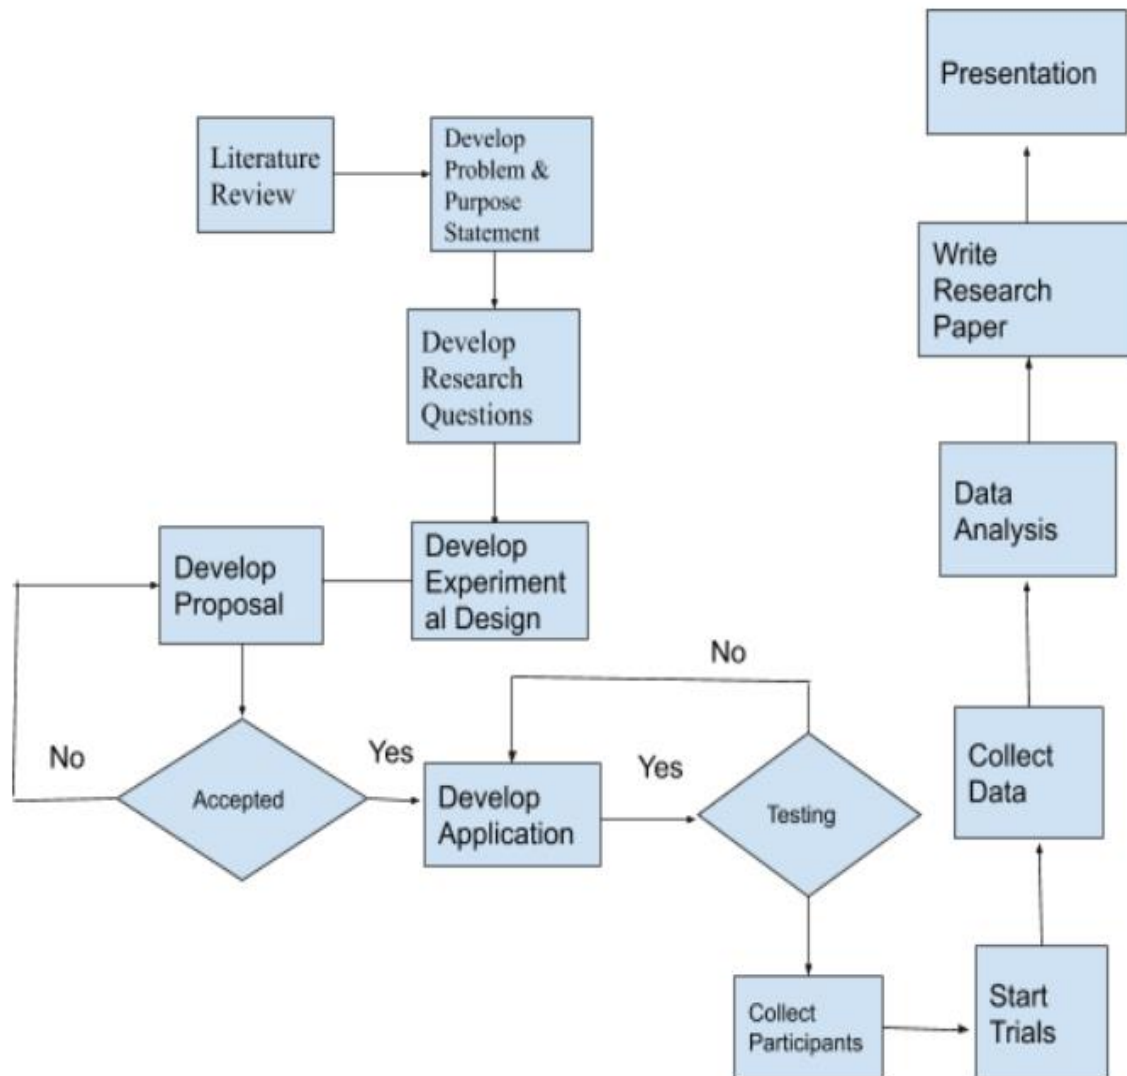 Literature
Review
Develop
Problem &
Purpose
Statement
Develop
Research
Questions
Develop
Experiment
al Design
Develop
Proposal
Accepted
No
Yes
Develop
Application
Yes
Testing
No
Collect
Participants
Start
Trials
Collect
Data
Data
Analysis
Write
Research
Paper
Presentation